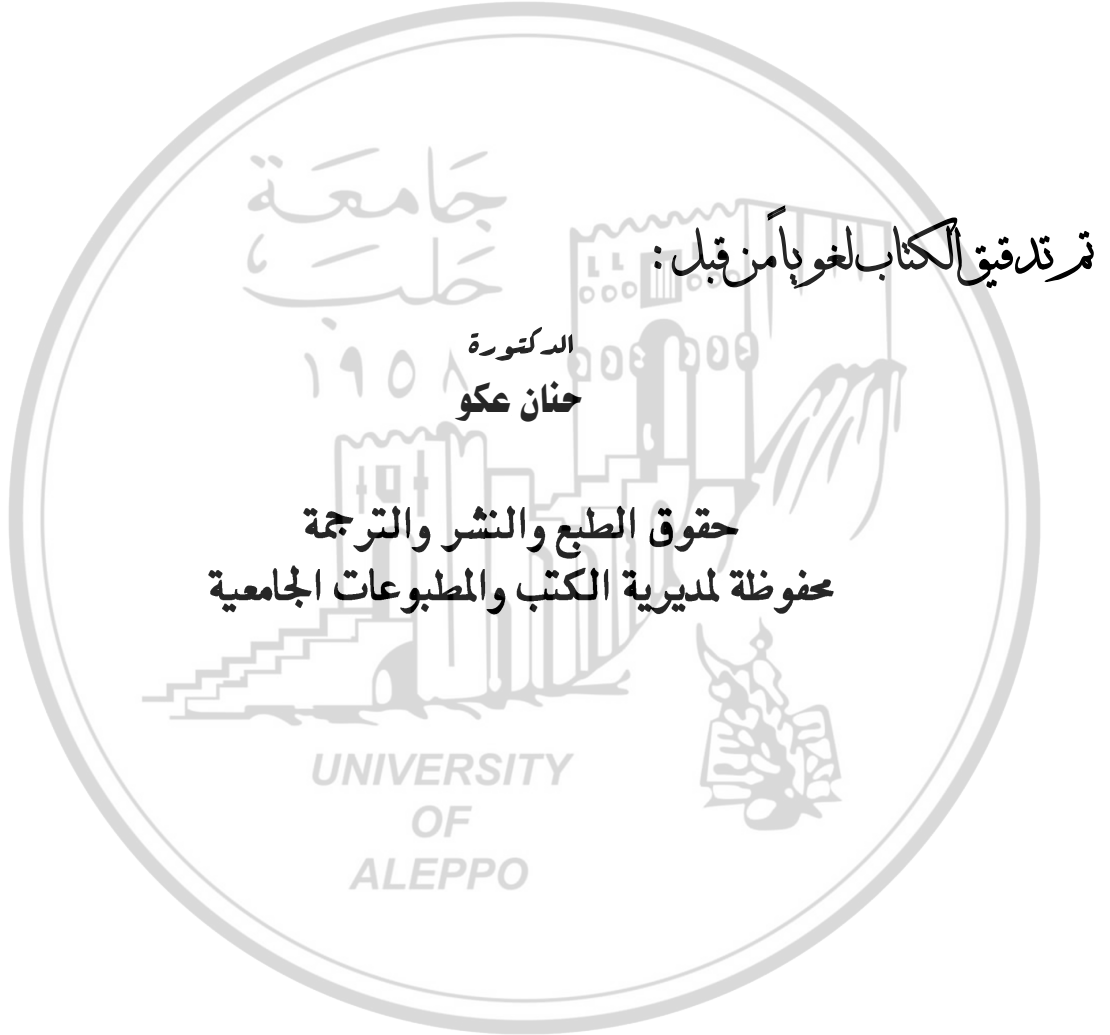 جامعة
حلب
١٩٥٨
تم تدقيق الكتاب لغوياً من قبل :
الدكتورة
حنان عكو
حقوق الطبع والنشر والترجمة
محفوظة لمديرية الكتب والمطبوعات الجامعية
UNIVERSITY
OF
ALEPPO